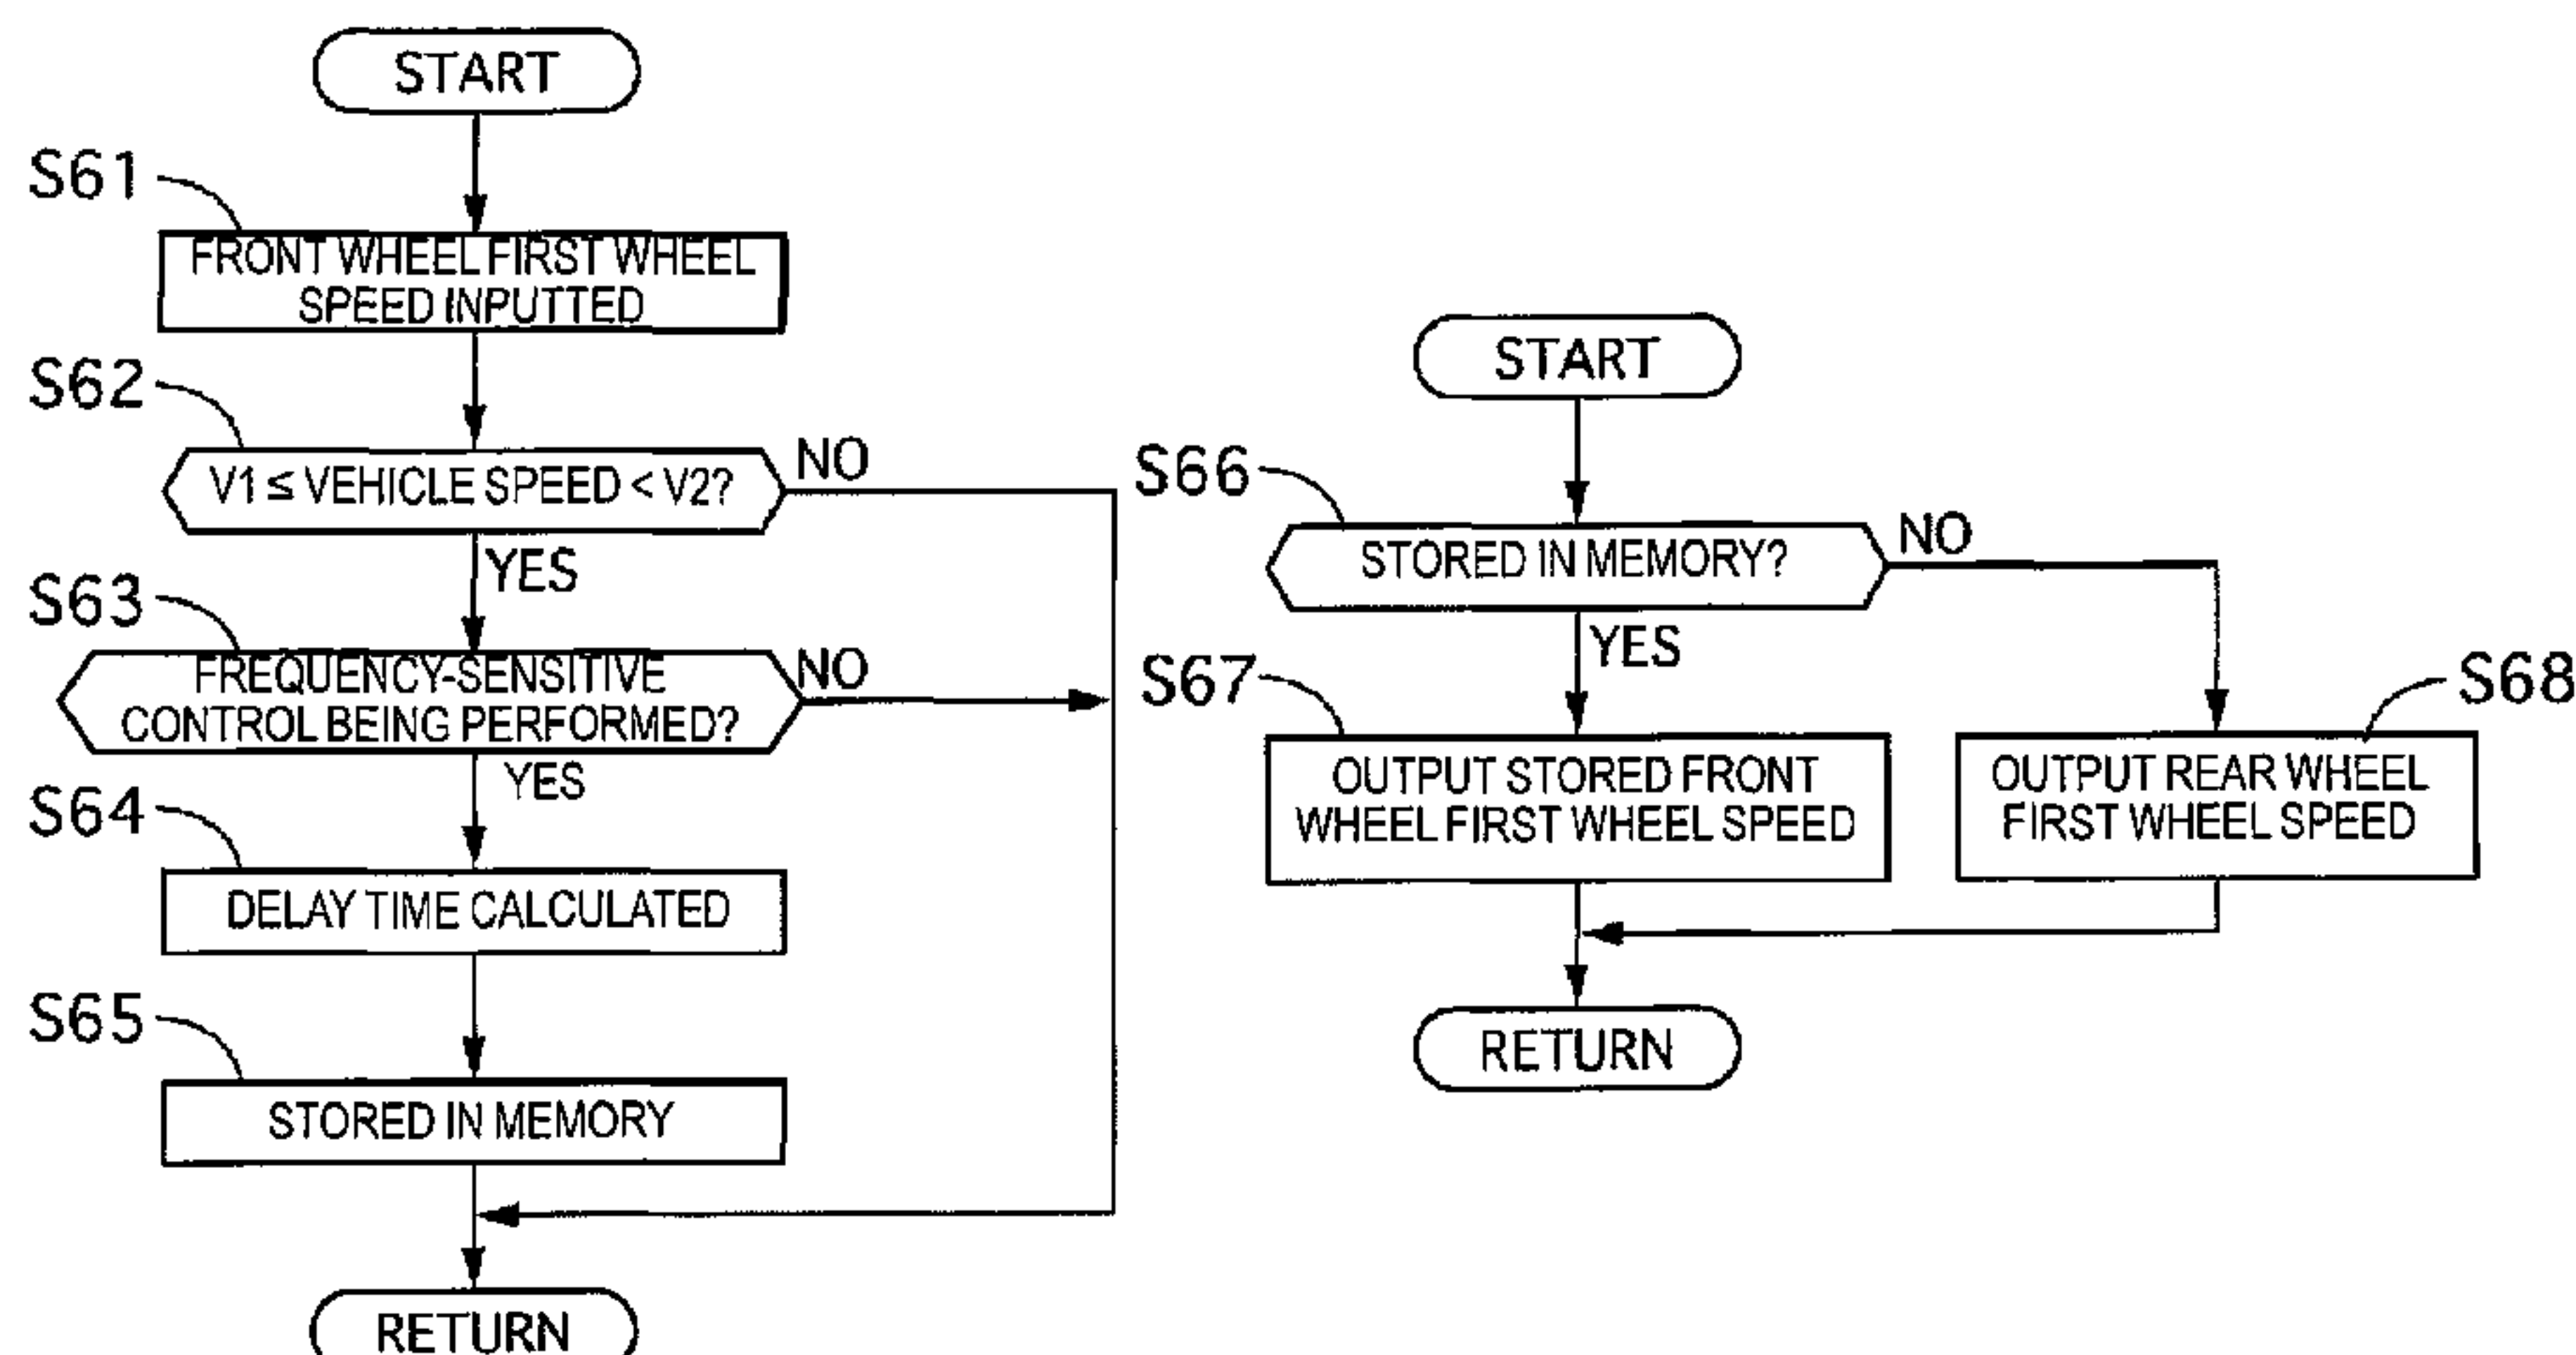 START
S61
FRONT WHEEL FIRST WHEEL
SPEED INPUTTED
S62
V1 ≤ VEHICLE SPEED < V2?
NO
YES
S63
FREQUENCY-SENSITIVE
CONTROL BEING PERFORMED?
NO
YES
S64
DELAY TIME CALCULATED
S65
STORED IN MEMORY
RETURN
START
S66
STORED IN MEMORY?
NO
YES
S67
OUTPUT STORED FRONT
WHEEL FIRST WHEEL SPEED
S68
OUTPUT REAR WHEEL
FIRST WHEEL SPEED
RETURN